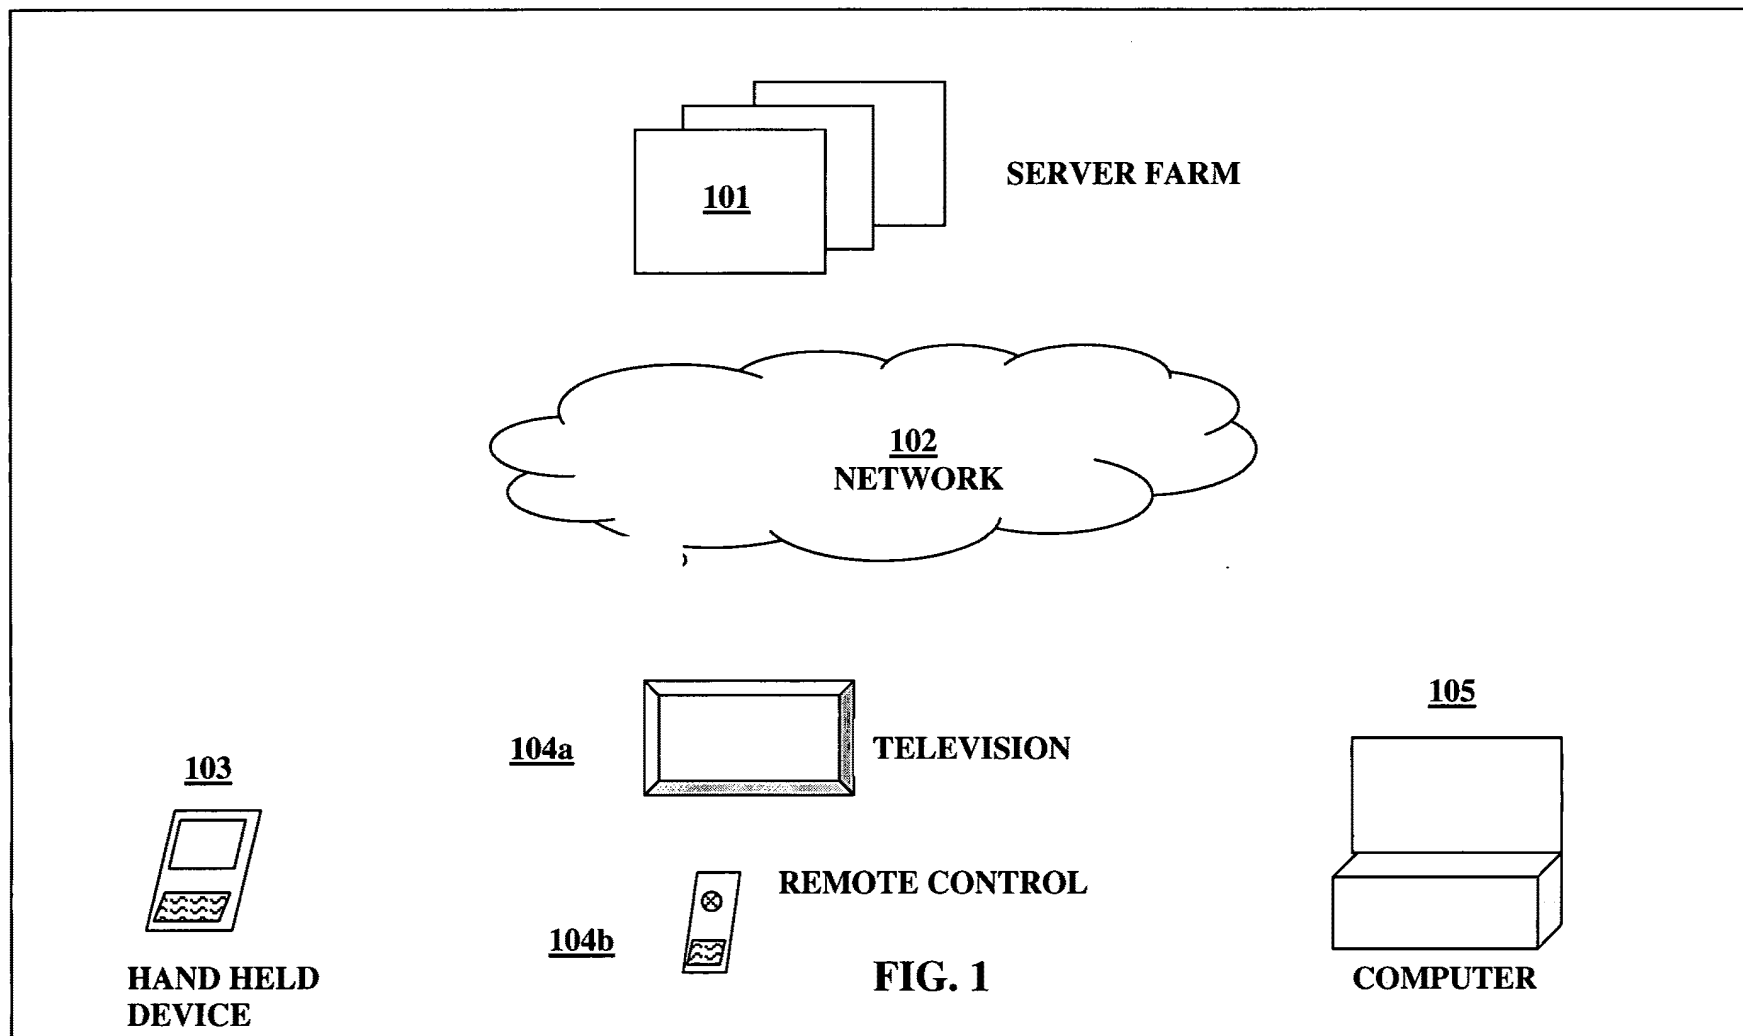 SERVER FARM
101
102
NETWORK
105
104a
TELEVISION
103
REMOTE CONTROL
104b
FIG. 1
HAND HELD
DEVICE
COMPUTER